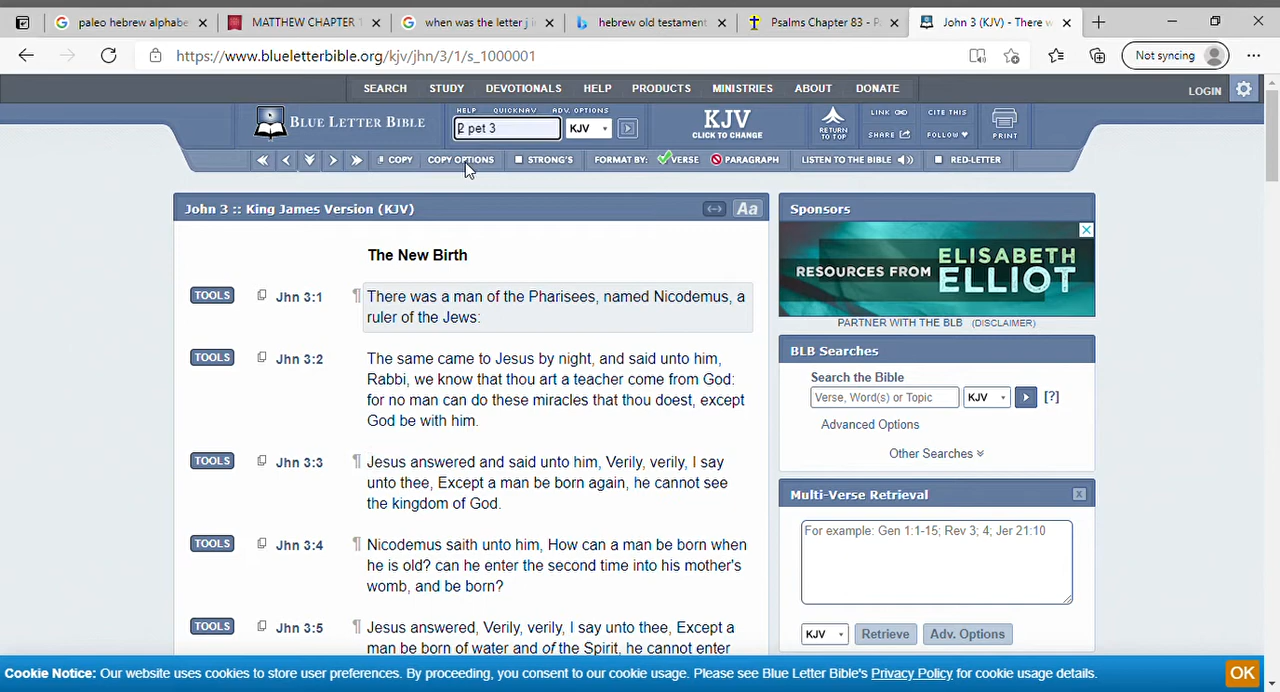 paleo hebrew alphabe
MATTHEW CHAPTER
when was the letter j in
hebrew old testament
Psalms Chapter 83 - P
John 3 (KJV) - There w
https://www.blueletterbible.org/kjv/jhn/3/1/s_1000001
Not syncing
SEARCH STUDY DEVOTIONALS HELP PRODUCTS MINISTRIES ABOUT DONATE
LOGIN
BLUE LETTER BIBLE
HELP QUICKNAV ADV. OPTIONS
2 pet 3
KJV
KJV
CLICK TO CHANGE
RETURN
TO TOP
LINK
CITE THIS
SHARE
FOLLOW
PRINT
COPY COPY OPTIONS STRONG'S FORMAT BY: VERSE PARAGRAPH LISTEN TO THE BIBLE RED-LETTER
John 3 :: King James Version (KJV)
Aa
The New Birth
TOOLS Jhn 3:1 ¶ There was a man of the Pharisees, named Nicodemus, a
ruler of the Jews:
TOOLS Jhn 3:2 The same came to Jesus by night, and said unto him,
Rabbi, we know that thou art a teacher come from God:
for no man can do these miracles that thou doest, except
God be with him.
TOOLS Jhn 3:3 ¶ Jesus answered and said unto him, Verily, verily, I say
unto thee, Except a man be born again, he cannot see
the kingdom of God.
TOOLS Jhn 3:4 ¶ Nicodemus saith unto him, How can a man be born when
he is old? can he enter the second time into his mother's
womb, and be born?
TOOLS Jhn 3:5 ¶ Jesus answered, Verily, verily, I say unto thee, Except a
man be born of water and of the Spirit, he cannot enter
Sponsors
RESOURCES FROM
ELISABETH
ELLIOT
PARTNER WITH THE BLB (DISCLAIMER)
BLB Searches
Search the Bible
Verse, Word(s) or Topic KJV [?]
Advanced Options
Other Searches
Multi-Verse Retrieval
For example: Gen 1:1-15; Rev 3; 4; Jer 21:10
KJV Retrieve Adv. Options
Cookie Notice: Our website uses cookies to store user preferences. By proceeding, you consent to our cookie usage. Please see Blue Letter Bible's Privacy Policy for cookie usage details.
OK